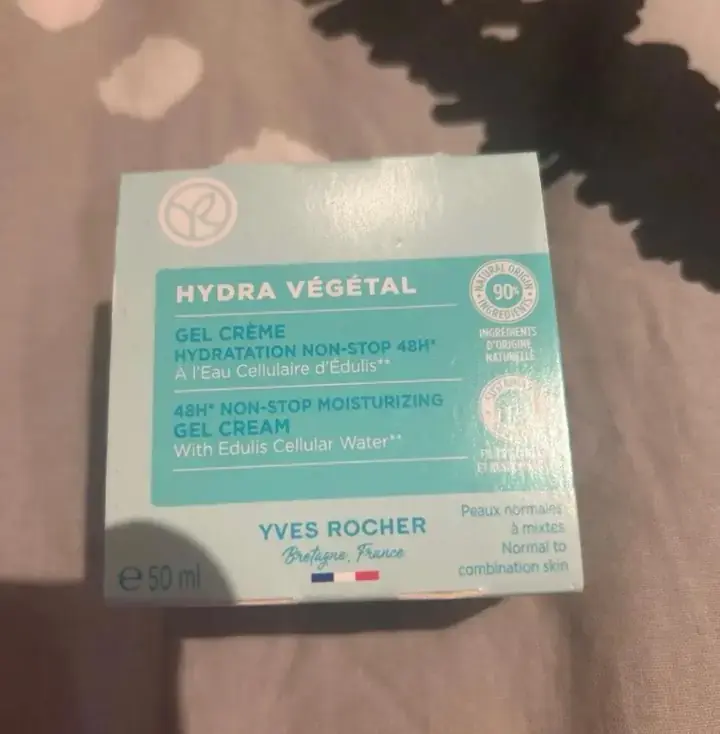 HYDRA VÉGÉTAL
GEL CRÈME
HYDRATATION NON-STOP 48H*
A l'Eau Cellulaire d'Édulis**
48H* NON-STOP MOISTURIZING
GEL CREAM
With Edulis Cellular Water**
NATURAL ORIGIN
90%
INGREDIENTS
INGRÉDIENTS
D'ORIGINE
NATURELLE
YVES ROCHER
Bretagne, France
Peaux normales
à mixtes
Normal to
combination skin
℮ 50 ml